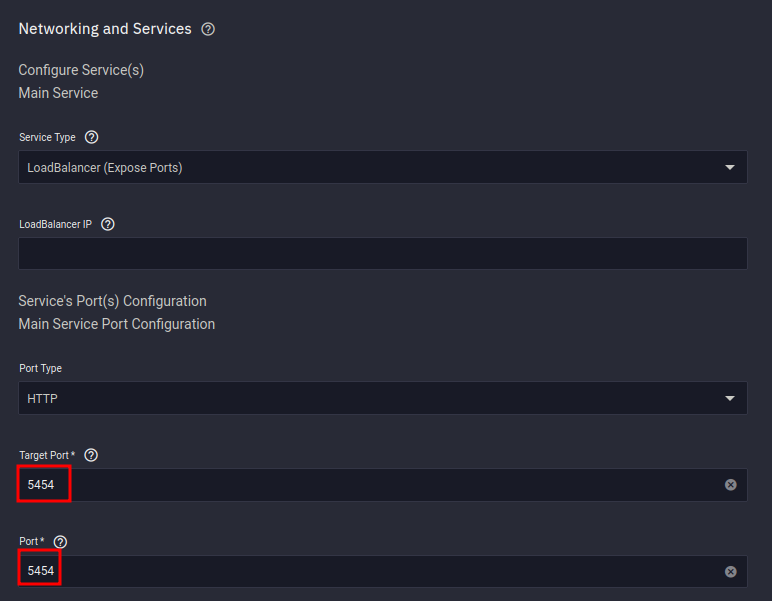 Networking and Services
Configure Service(s)
Main Service
Service Type
LoadBalancer (Expose Ports)
LoadBalancer IP
Service's Port(s) Configuration
Main Service Port Configuration
Port Type
HTTP
Target Port*
5454
Port*
5454